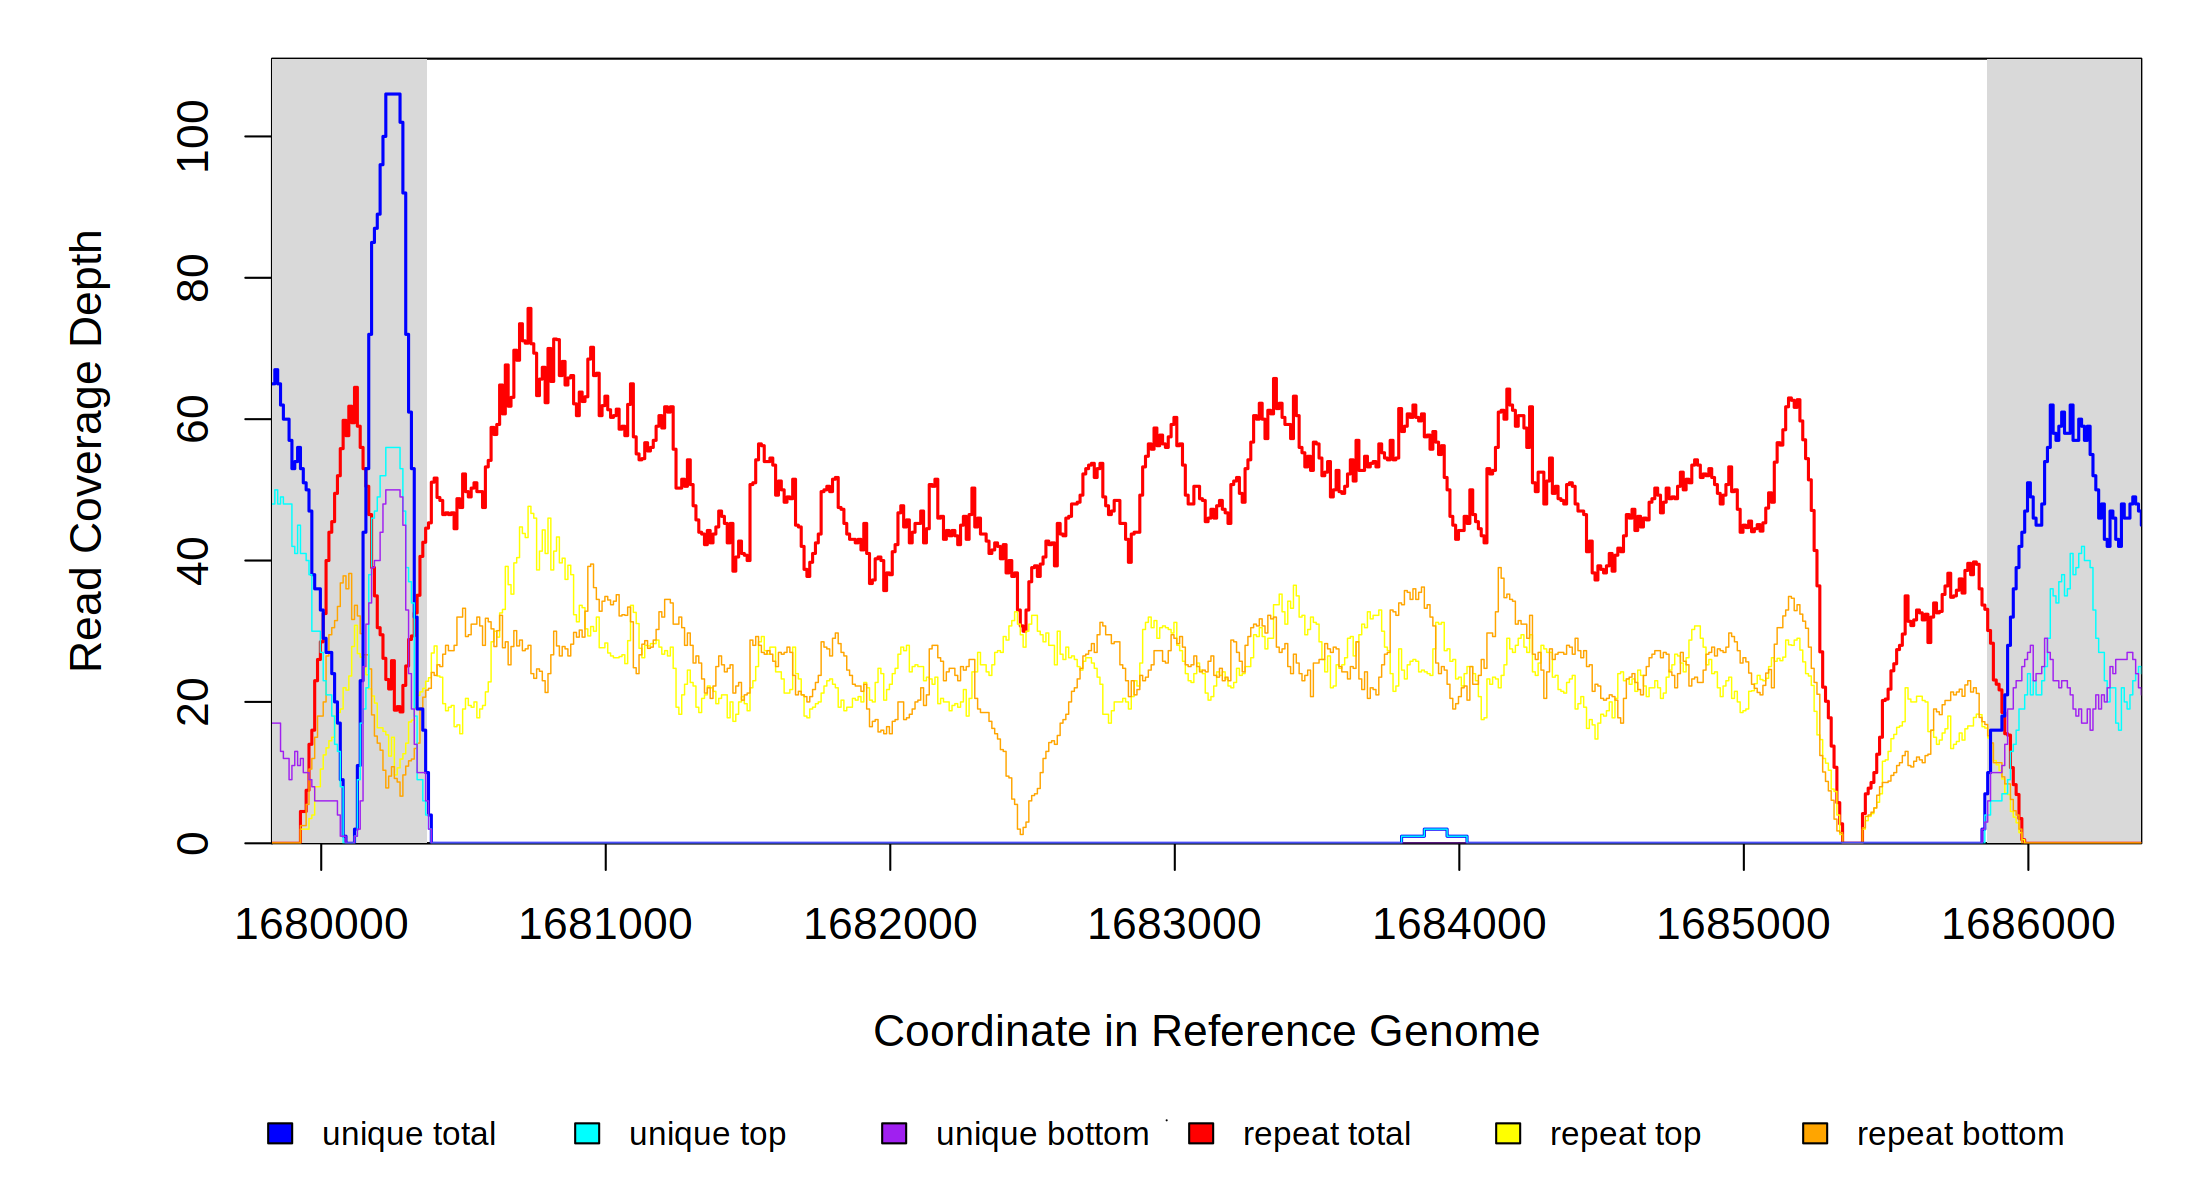 Read Coverage Depth
100
80
60
40
20
0
1680000 1681000 1682000 1683000 1684000 1685000 1686000
Coordinate in Reference Genome
unique total unique top unique bottom repeat total repeat top repeat bottom